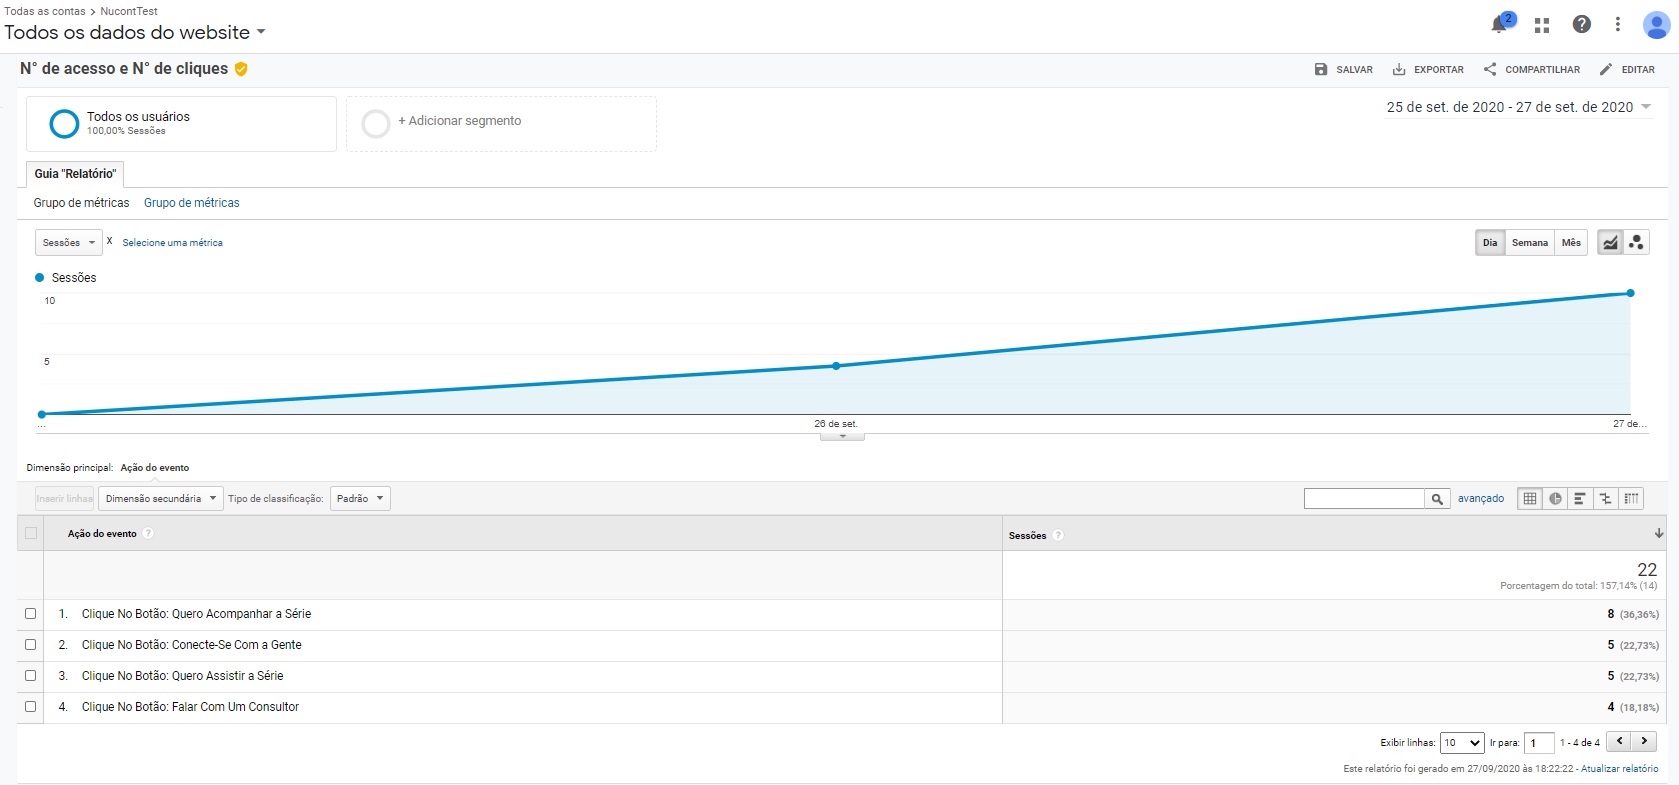 Todas as contas > NucontTest
Todos os dados do website
2
N° de acesso e N° de cliques
SALVAR EXPORTAR COMPARTILHAR EDITAR
Todos os usuários
100,00% Sessões
+ Adicionar segmento
25 de set. de 2020 - 27 de set. de 2020
Guia "Relatório"
Grupo de métricas Grupo de métricas
Sessões X Selecione uma métrica
Dia Semana Mês
Sessões
10
5
... 26 de set. 27 de...
Dimensão principal: Ação do evento
Inserir linhas Dimensão secundária Tipo de classificação: Padrão avançado
Ação do evento ? Sessões ?
22
Porcentagem do total: 157,14% (14)
1. Clique No Botão: Quero Acompanhar a Série 8 (36,36%)
2. Clique No Botão: Conecte-Se Com a Gente 5 (22,73%)
3. Clique No Botão: Quero Assistir a Série 5 (22,73%)
4. Clique No Botão: Falar Com Um Consultor 4 (18,18%)
Exibir linhas: 10 Ir para: 1 1 - 4 de 4
Este relatório foi gerado em 27/09/2020 às 18:22:22 - Atualizar relatório